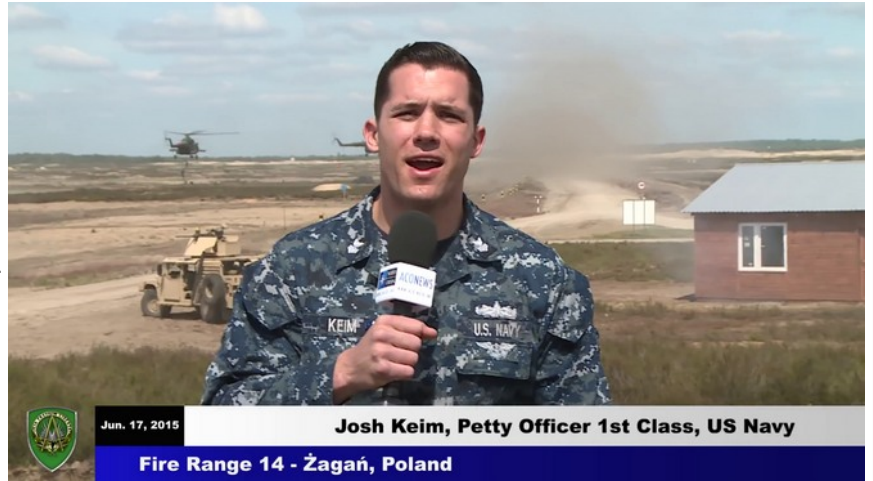 ACONEWS
KEIM
U.S. NAVY
Jun. 17, 2015
Josh Keim, Petty Officer 1st Class, US Navy
Fire Range 14 - Żagań, Poland